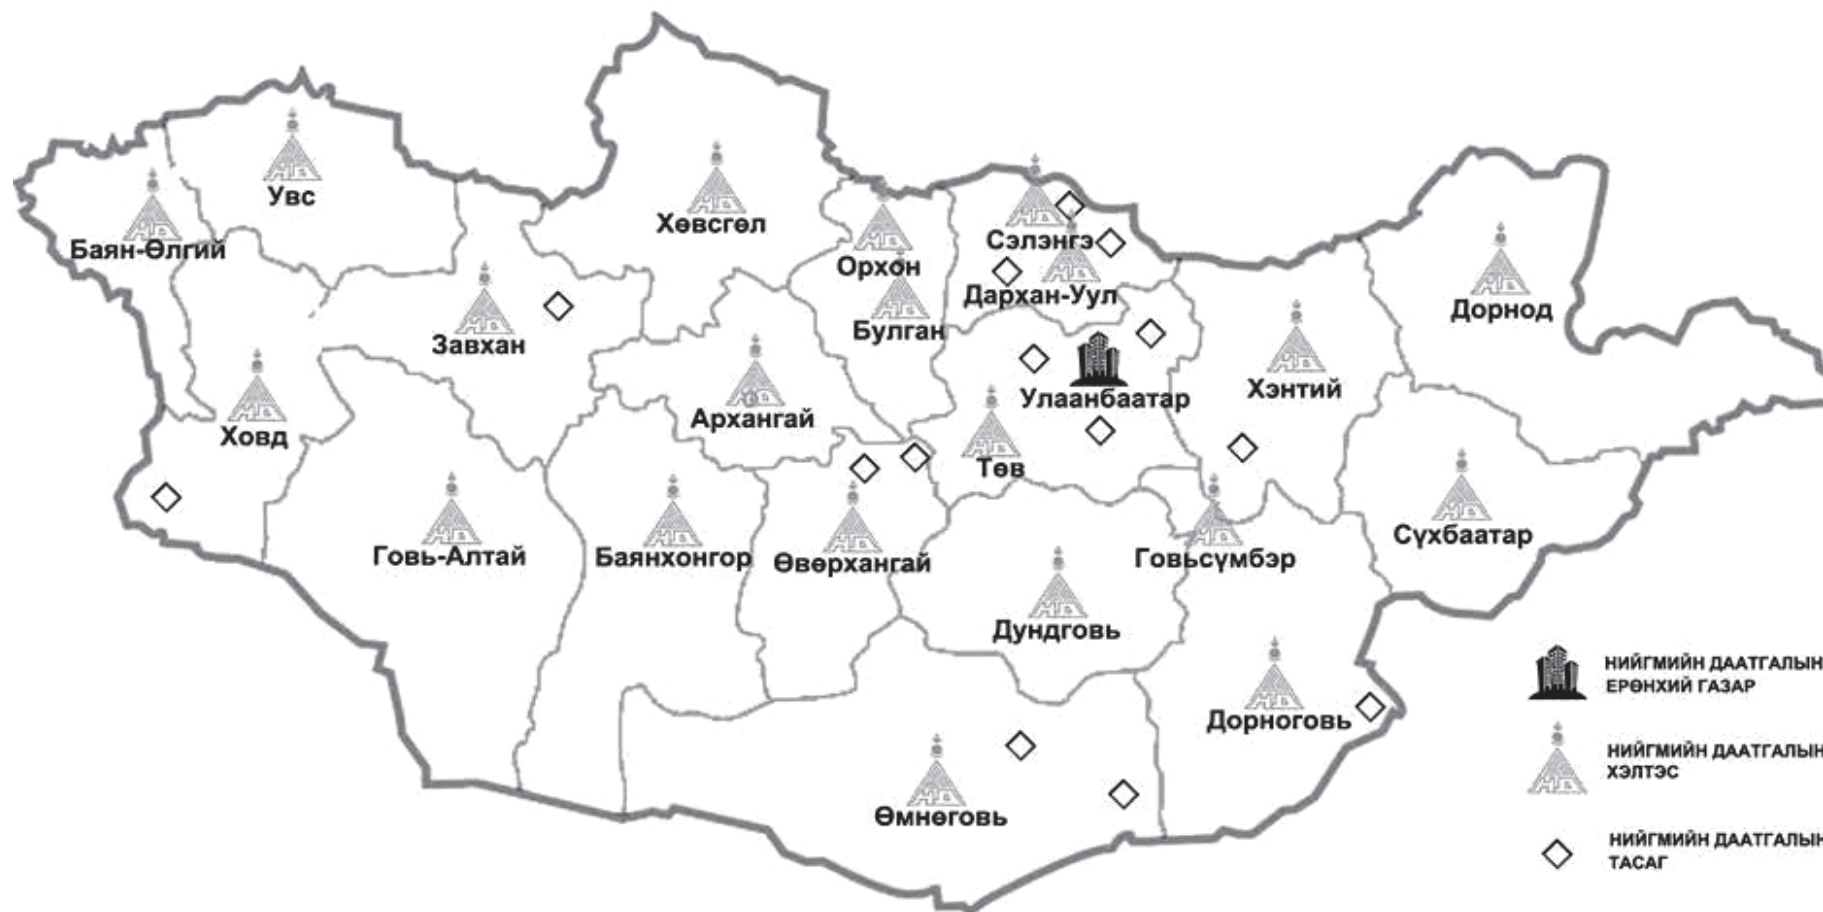 Увс
Хөвсгөл
Баян-Өлгий
Сэлэнгэ
Орхон
Дархан-Уул
Дорнод
Булган
Завхан
Хэнтий
Улаанбаатар
Архангай
Ховд
Төв
Сүхбаатар
Говь-Алтай
Баянхонгор
Өвөрхангай
Говьсүмбэр
Дундговь
Дорноговь
Өмнөговь
НИЙГМИЙН ДААТГАЛЫН
ЕРӨНХИЙ ГАЗАР
НИЙГМИЙН ДААТГАЛЫН
ХЭЛТЭС
НИЙГМИЙН ДААТГАЛЫН
ТАСАГ